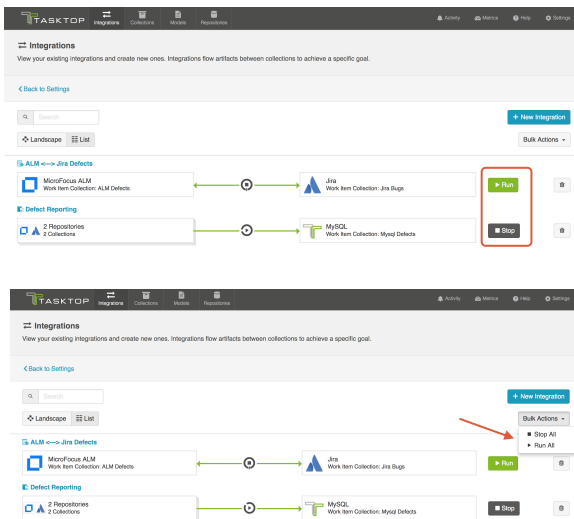 TASKTOP
Integrations
Collections
Models
Repositories
Activity
Metrics
Help
Settings
Integrations
View your existing integrations and create new ones. Integrations flow artifacts between collections to achieve a specific goal.
Back to Settings
Search
+ New Integration
Landscape
List
Bulk Actions
ALM <--> Jira Defects
MicroFocus ALM
Work Item Collection: ALM Defects
Jira
Work Item Collection: Jira Bugs
Run
Defect Reporting
2 Repositories
2 Collections
MySQL
Work Item Collection: Mysql Defects
Stop
TASKTOP
Integrations
Collections
Models
Repositories
Activity
Metrics
Help
Settings
Integrations
View your existing integrations and create new ones. Integrations flow artifacts between collections to achieve a specific goal.
Back to Settings
Search
+ New Integration
Landscape
List
Bulk Actions
Stop All
Run All
ALM <--> Jira Defects
MicroFocus ALM
Work Item Collection: ALM Defects
Jira
Work Item Collection: Jira Bugs
Run
Defect Reporting
2 Repositories
2 Collections
MySQL
Work Item Collection: Mysql Defects
Stop